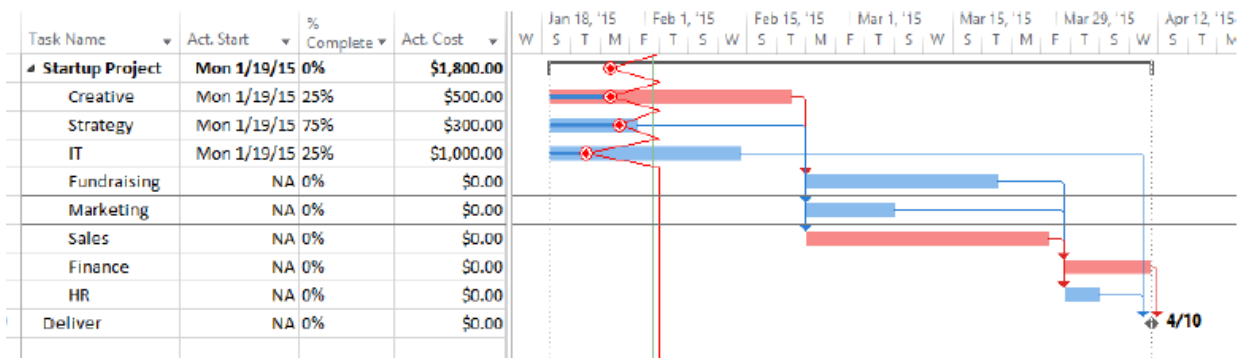 Jan 18, '15 Feb 1, '15 Feb 15, '15 Mar 1, '15 Mar 15, '15 Mar 29, '15 Apr 12, '15
%
Task Name Act. Start Complete Act. Cost W S T M F T S W S T M F T S W S T M F T S W S T M
Startup Project Mon 1/19/15 0% $1,800.00
Creative Mon 1/19/15 25% $500.00
Strategy Mon 1/19/15 75% $300.00
IT Mon 1/19/15 25% $1,000.00
Fundraising NA 0% $0.00
Marketing NA 0% $0.00
Sales NA 0% $0.00
Finance NA 0% $0.00
HR NA 0% $0.00
Deliver NA 0% $0.00 4/10